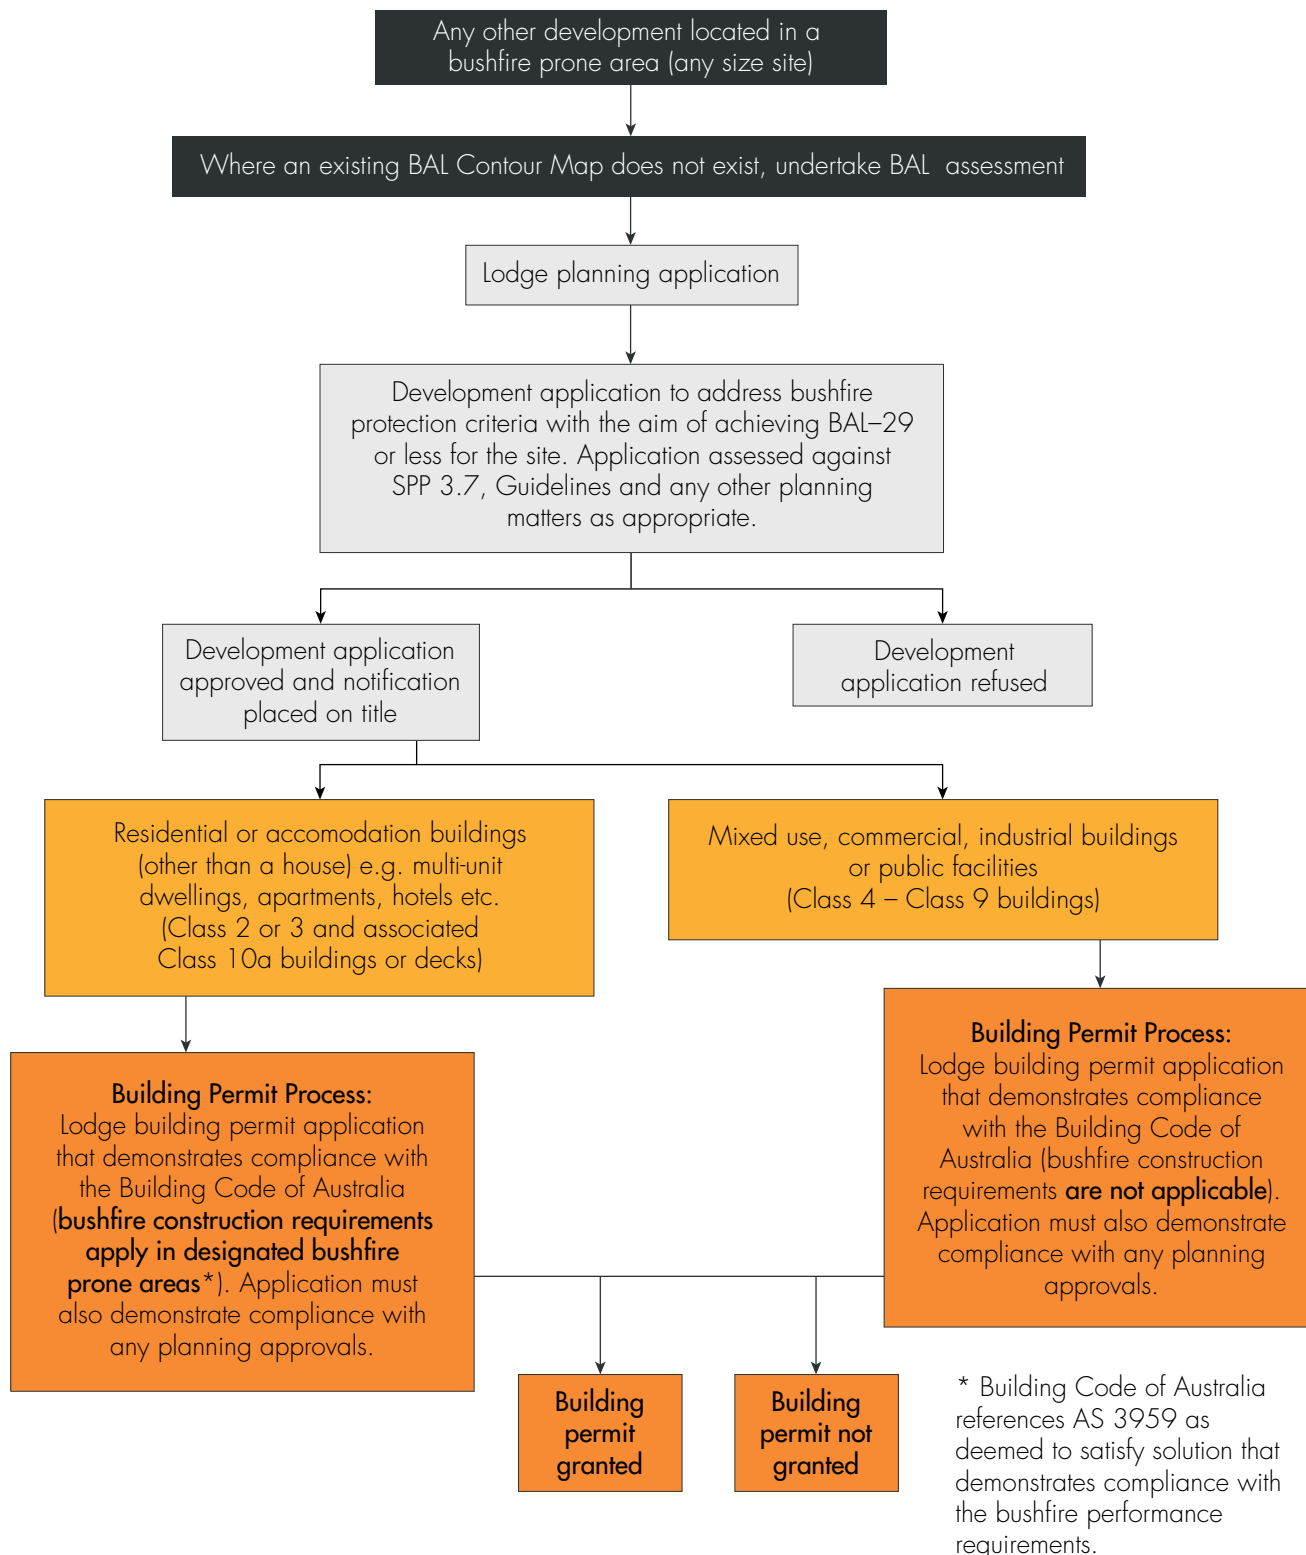 Any other development located in a
bushfire prone area (any size site)
Where an existing BAL Contour Map does not exist, undertake BAL assessment
Lodge planning application
Development application to address bushfire
protection criteria with the aim of achieving BAL–29
or less for the site. Application assessed against
SPP 3.7, Guidelines and any other planning
matters as appropriate.
Development application
approved and notification
placed on title
Development
application refused
Residential or accomodation buildings
(other than a house) e.g. multi-unit
dwellings, apartments, hotels etc.
(Class 2 or 3 and associated
Class 10a buildings or decks)
Mixed use, commercial, industrial buildings
or public facilities
(Class 4 – Class 9 buildings)
Building Permit Process:
Lodge building permit application
that demonstrates compliance with
the Building Code of Australia
(bushfire construction requirements
apply in designated bushfire
prone areas*). Application must
also demonstrate compliance with
any planning approvals.
Building Permit Process:
Lodge building permit application
that demonstrates compliance
with the Building Code of
Australia (bushfire construction
requirements are not applicable).
Application must also demonstrate
compliance with any planning
approvals.
Building
permit
granted
Building
permit not
granted
* Building Code of Australia
references AS 3959 as
deemed to satisfy solution that
demonstrates compliance with
the bushfire performance
requirements.